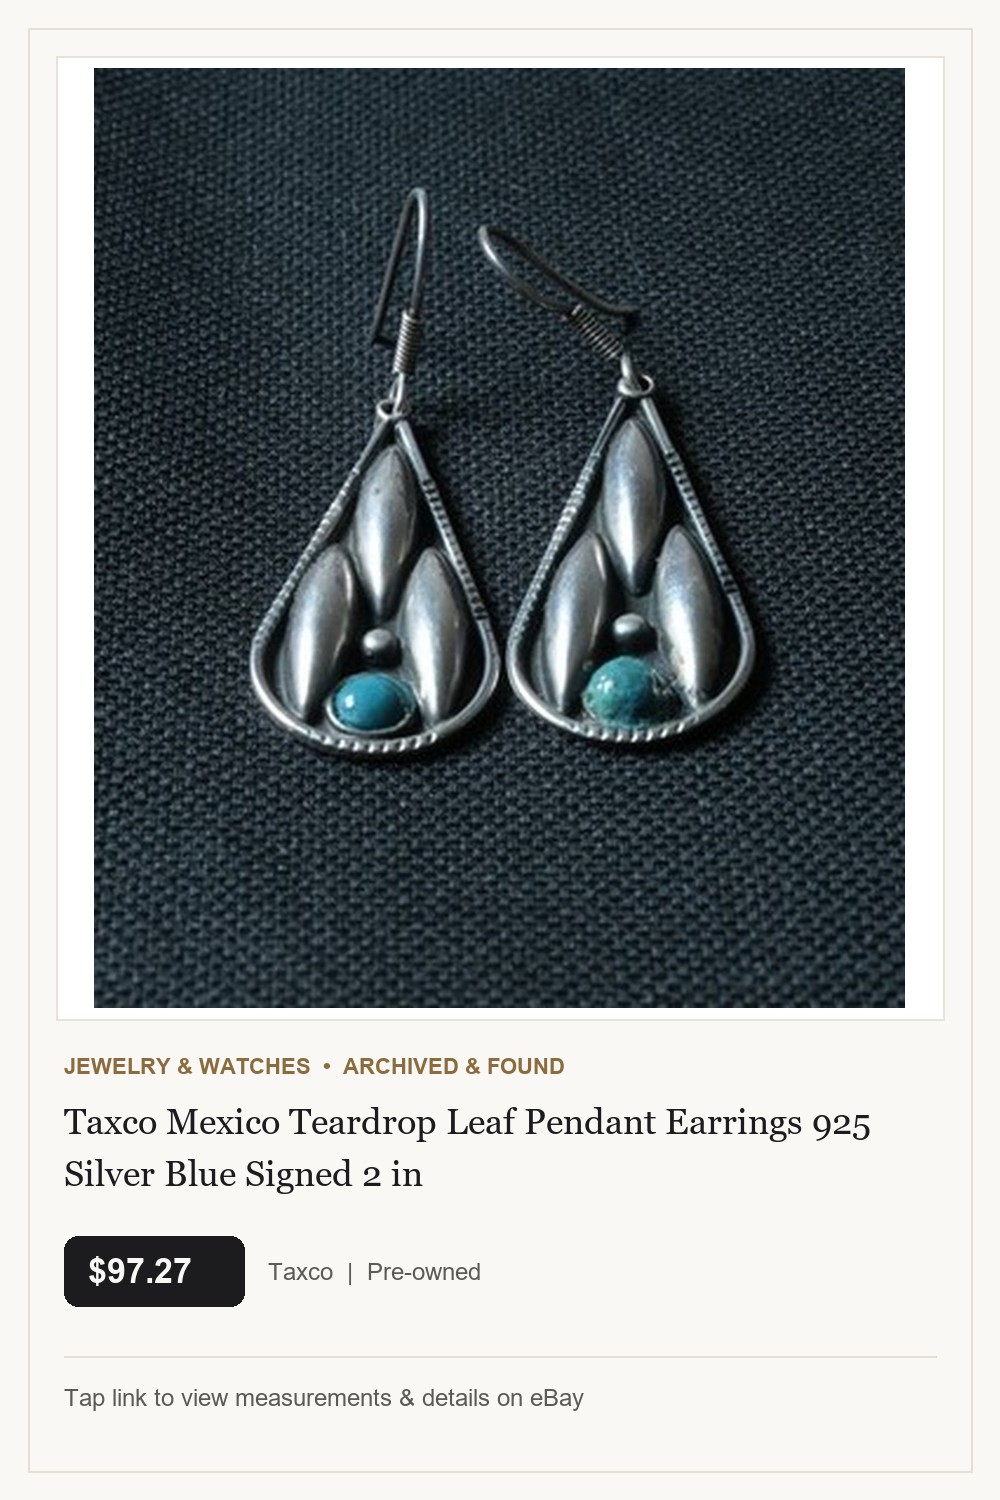 JEWELRY & WATCHES • ARCHIVED & FOUND
Taxco Mexico Teardrop Leaf Pendant Earrings 925
Silver Blue Signed 2 in
$97.27 Taxco | Pre-owned
Tap link to view measurements & details on eBay